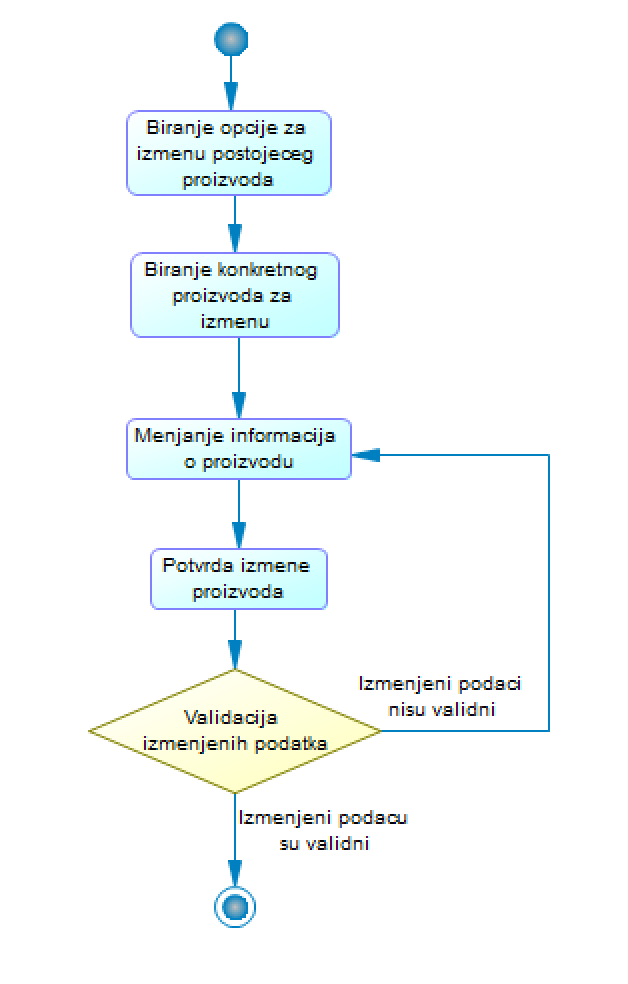 Biranje opcije za
izmenu postojeceg
proizvoda
Biranje konkretnog
proizvoda za
izmenu
Menjanje informacija
o proizvodu
Potvrda izmene
proizvoda
Izmenjeni podaci
nisu validni
Validacija
izmenjenih podatka
Izmenjeni podacu
su validni